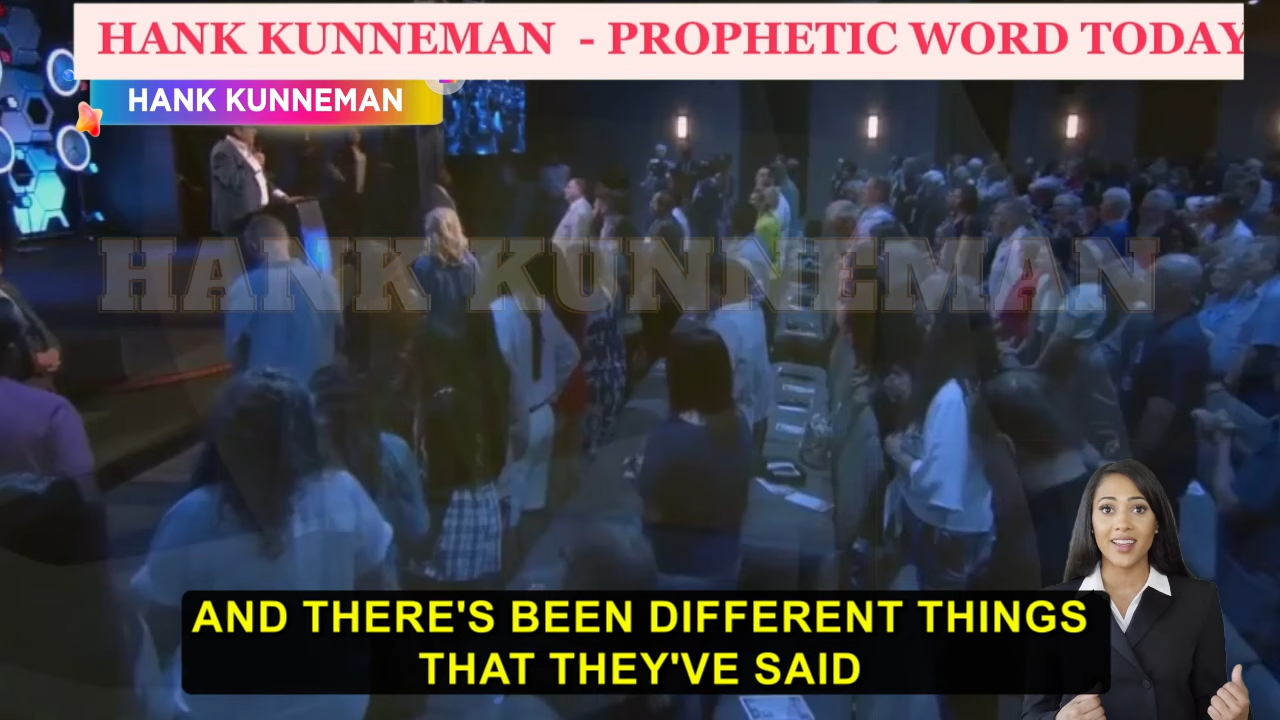 HANK KUNNEMAN - PROPHETIC WORD TODAY
HANK KUNNEMAN
HANK KUNNEMAN
AND THERE'S BEEN DIFFERENT THINGS
THAT THEY'VE SAID